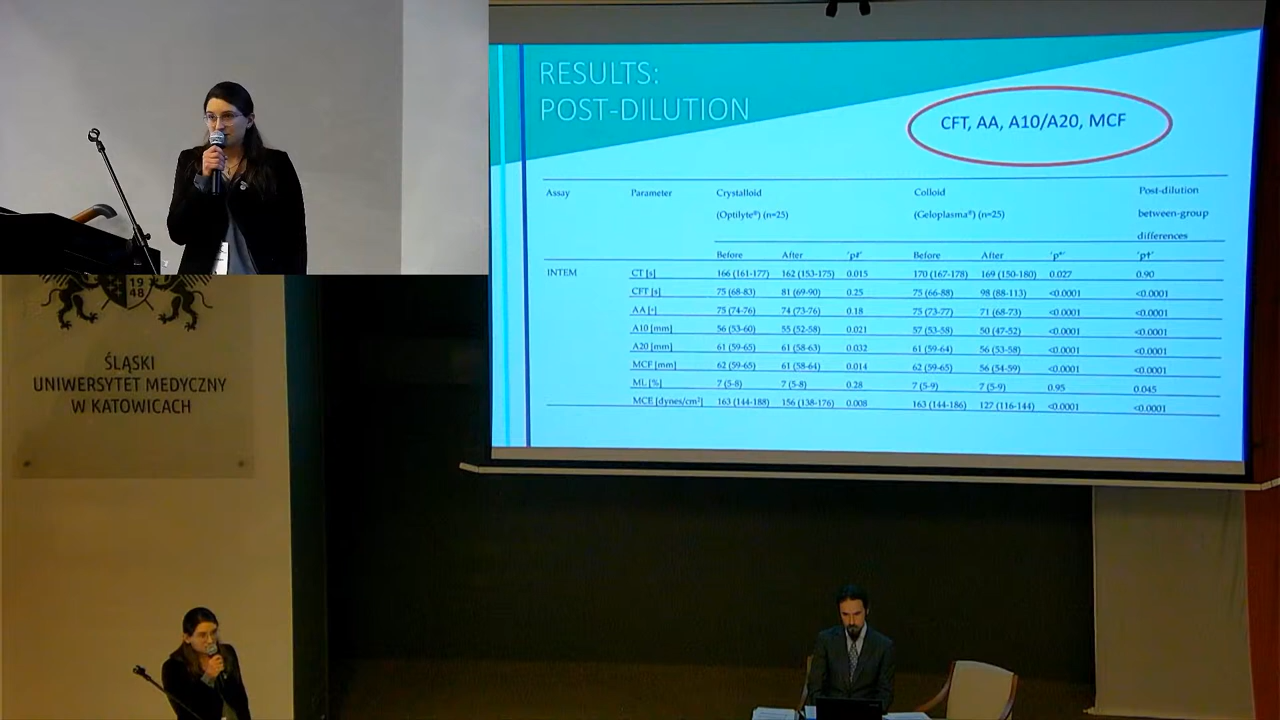 RESULTS:
POST-DILUTION
CFT, AA, A10/A20, MCF
Assay Parameter Crystalloid Colloid Post-dilution
(Optilyte®) (n=25) (Geloplasma®) (n=25) between-group
differences
Before After 'p*' Before After 'p*' 'p†'
INTEM CT [s] 166 (161-177) 162 (153-175) 0.015 170 (167-178) 169 (150-180) 0.027 0.90
CFT [s] 75 (68-83) 81 (69-90) 0.25 75 (66-88) 98 (88-113) <0.0001 <0.0001
AA [°] 75 (74-76) 74 (73-76) 0.18 75 (73-77) 71 (68-73) <0.0001 <0.0001
A10 [mm] 56 (53-60) 55 (52-58) 0.021 57 (53-58) 50 (47-52) <0.0001 <0.0001
A20 [mm] 61 (59-65) 61 (58-63) 0.032 61 (59-64) 56 (53-58) <0.0001 <0.0001
MCF [mm] 62 (59-65) 61 (58-64) 0.014 62 (59-65) 56 (54-59) <0.0001 <0.0001
ML [%] 7 (5-8) 7 (5-8) 0.28 7 (5-9) 7 (5-9) 0.95 0.045
MCE [dynes/cm²] 163 (144-188) 156 (138-176) 0.008 163 (144-186) 127 (116-144) <0.0001 <0.0001
19
48
ŚLĄSKI
UNIWERSYTET MEDYCZNY
W KATOWICACH